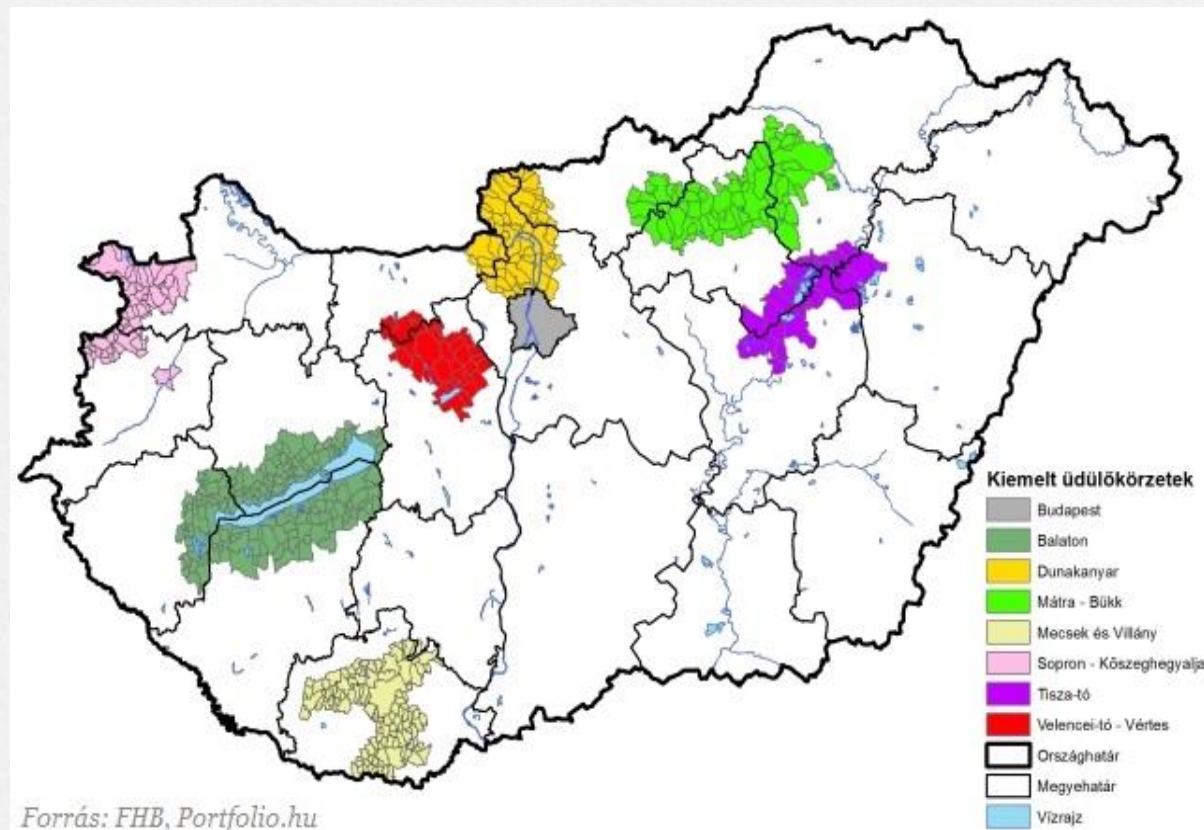 Kiemelt üdülőkörzetek
Budapest
Balaton
Dunakanyar
Mátra - Bükk
Mecsek és Villány
Sopron - Kőszeghegyalja
Tisza-tó
Velencei-tó - Vértes
Országhatár
Megyehatár
Vízrajz
Forrás: FHB, Portfolio.hu